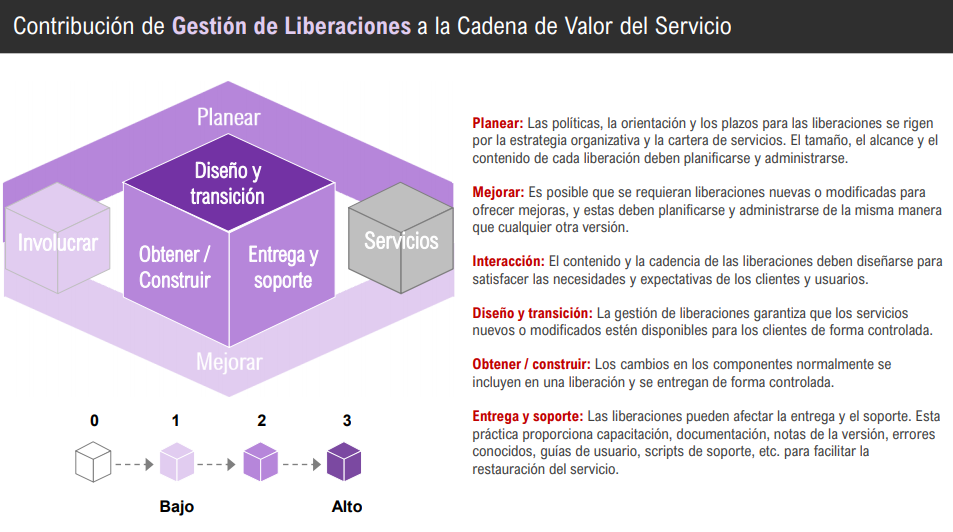 Contribución de Gestión de Liberaciones a la Cadena de Valor del Servicio
Planear
Diseño y
transición
Involucrar
Obtener /
Construir
Entrega y
soporte
Servicios
Mejorar
0 1 2 3
Bajo Alto
Planear: Las políticas, la orientación y los plazos para las liberaciones se rigen
por la estrategia organizativa y la cartera de servicios. El tamaño, el alcance y el
contenido de cada liberación deben planificarse y administrarse.
Mejorar: Es posible que se requieran liberaciones nuevas o modificadas para
ofrecer mejoras, y estas deben planificarse y administrarse de la misma manera
que cualquier otra versión.
Interacción: El contenido y la cadencia de las liberaciones deben diseñarse para
satisfacer las necesidades y expectativas de los clientes y usuarios.
Diseño y transición: La gestión de liberaciones garantiza que los servicios
nuevos o modificados estén disponibles para los clientes de forma controlada.
Obtener / construir: Los cambios en los componentes normalmente se
incluyen en una liberación y se entregan de forma controlada.
Entrega y soporte: Las liberaciones pueden afectar la entrega y el soporte. Esta
práctica proporciona capacitación, documentación, notas de la versión, errores
conocidos, guías de usuario, scripts de soporte, etc. para facilitar la
restauración del servicio.